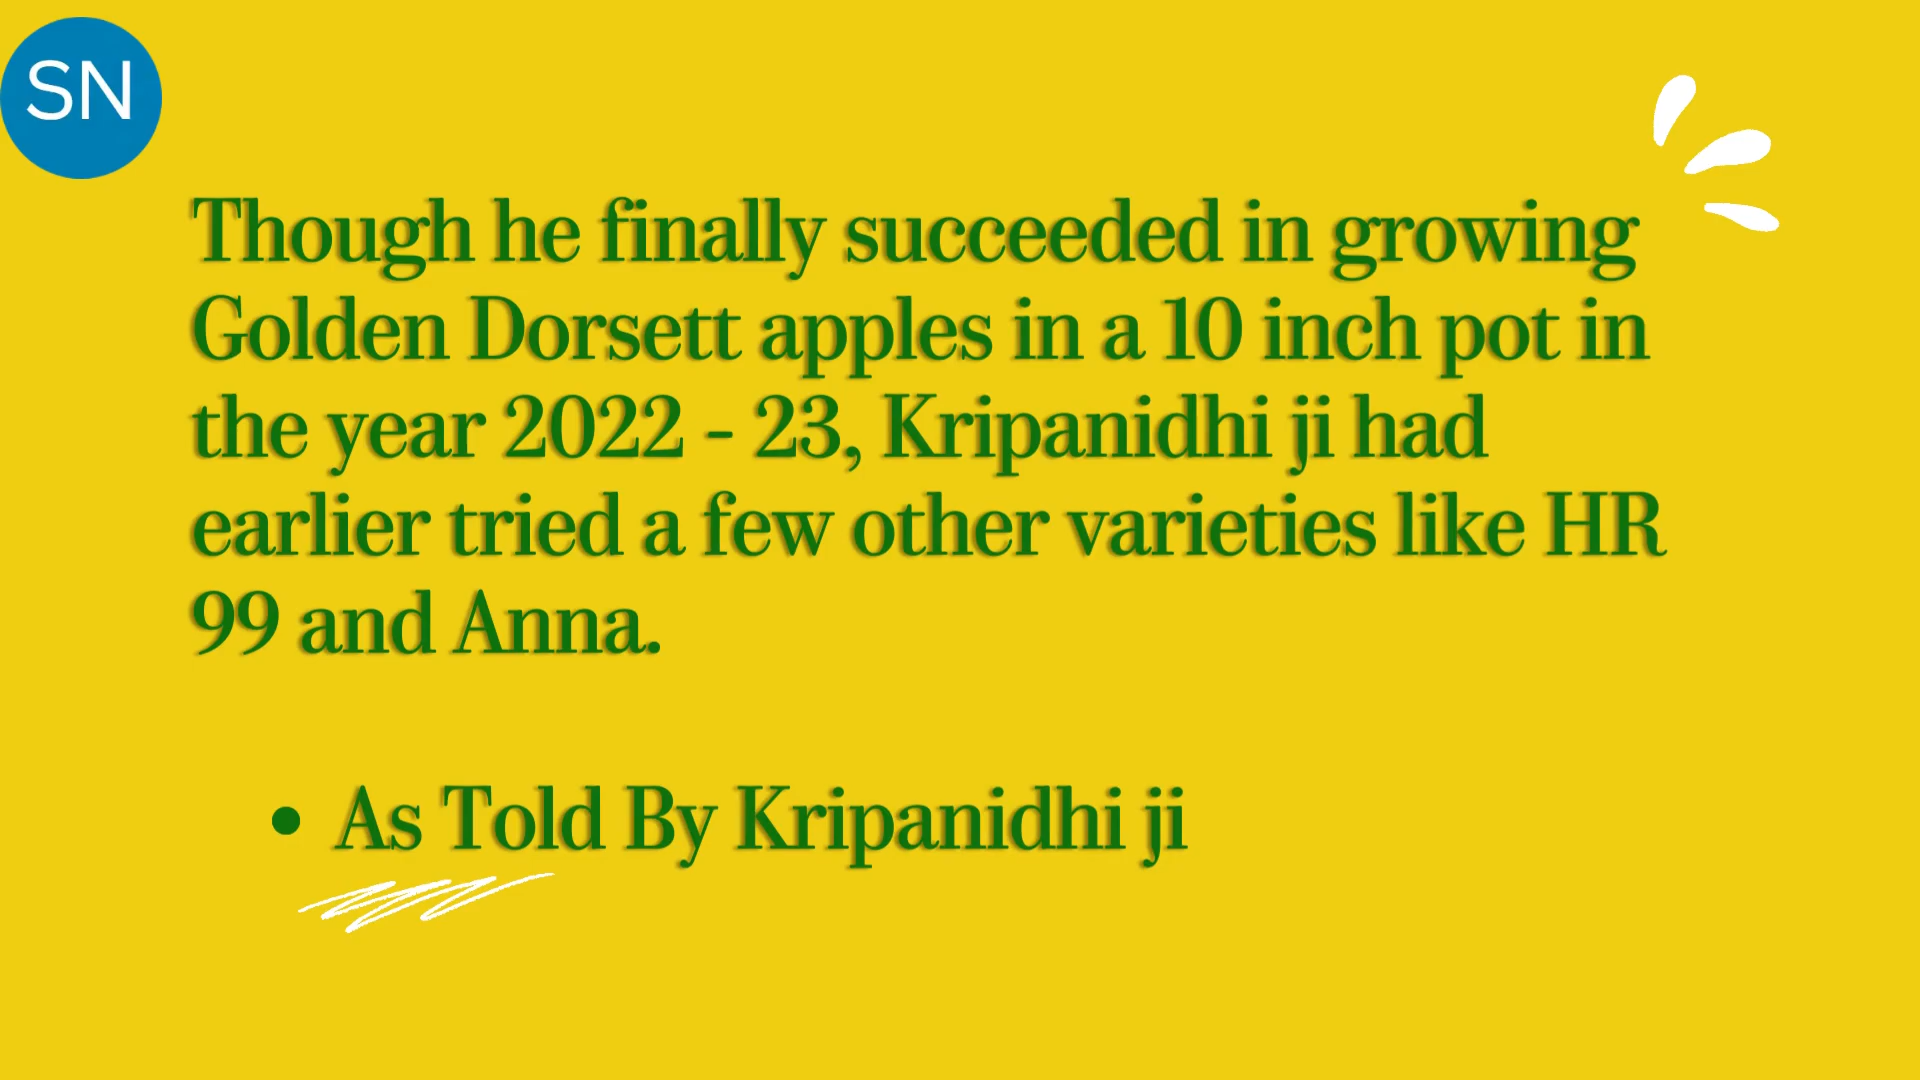 SN
Though he finally succeeded in growing
Golden Dorsett apples in a 10 inch pot in
the year 2022 - 23, Kripanidhi ji had
earlier tried a few other varieties like HR
99 and Anna.
• As Told By Kripanidhi ji